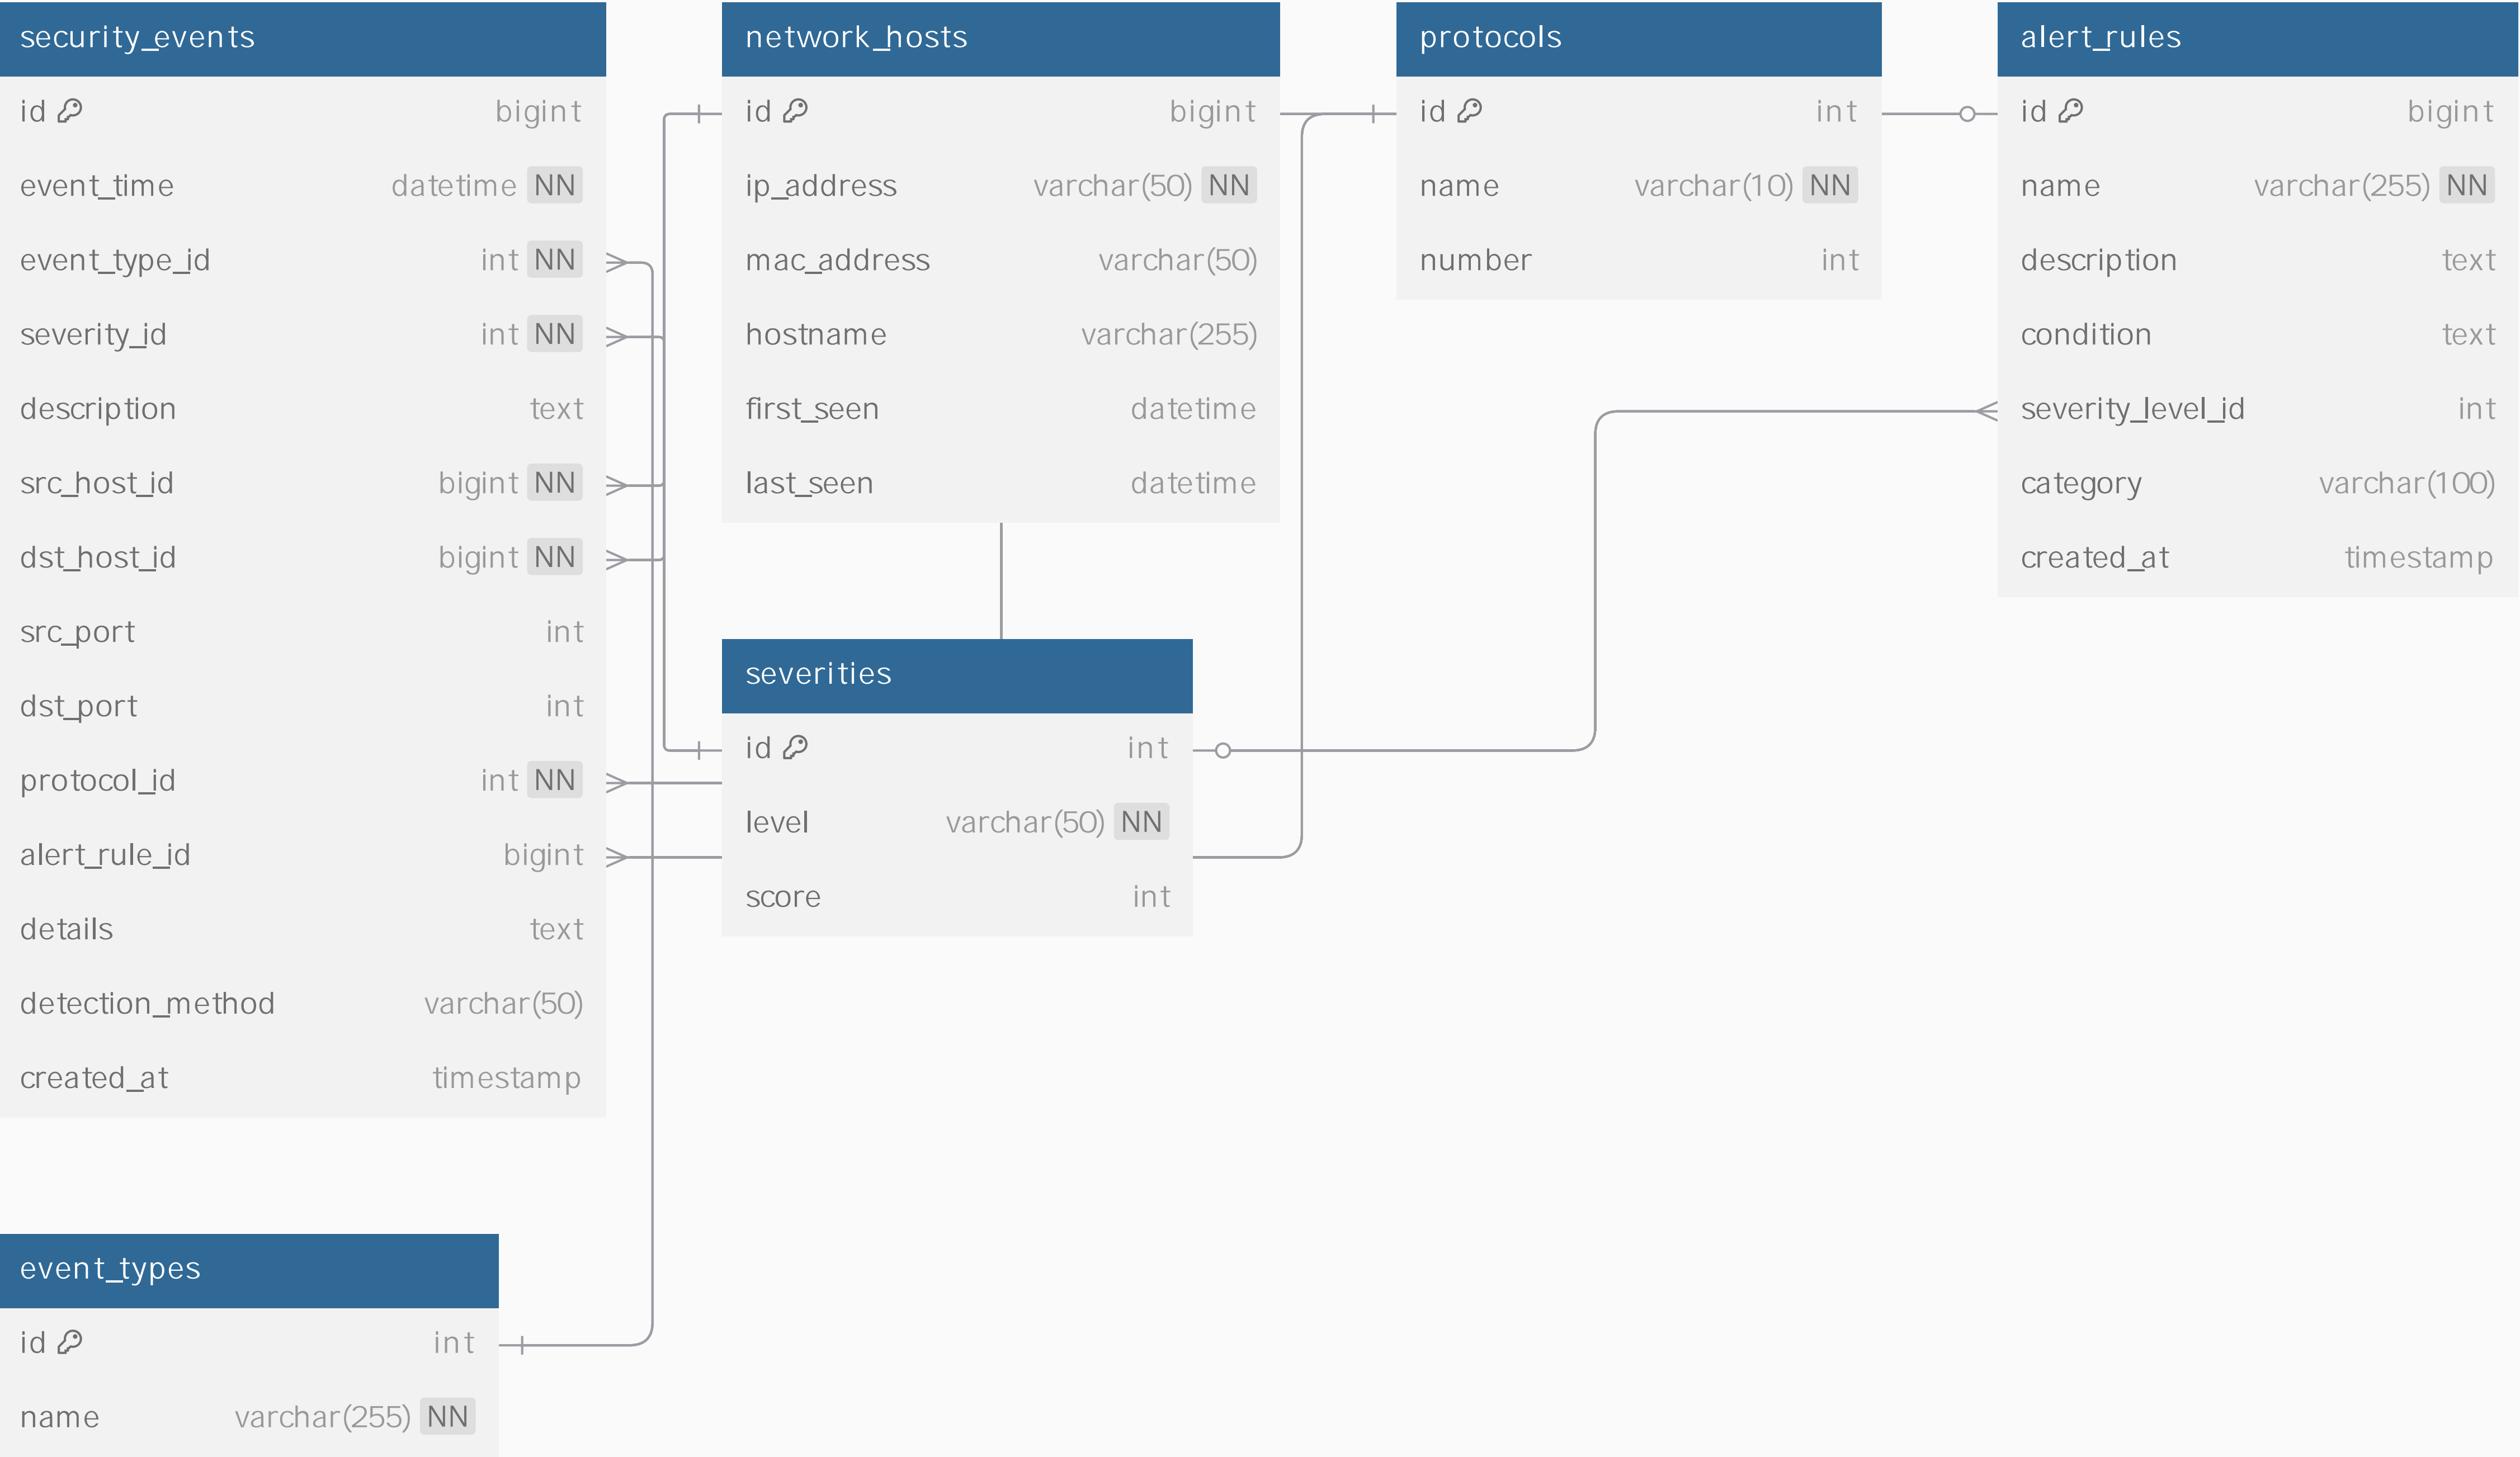 security_events
id bigint
event_time datetime NN
event_type_id int NN
severity_id int NN
description text
src_host_id bigint NN
dst_host_id bigint NN
src_port int
dst_port int
protocol_id int NN
alert_rule_id bigint
details text
detection_method varchar(50)
created_at timestamp
network_hosts
id bigint
ip_address varchar(50) NN
mac_address varchar(50)
hostname varchar(255)
first_seen datetime
last_seen datetime
protocols
id int
name varchar(10) NN
number int
alert_rules
id bigint
name varchar(255) NN
description text
condition text
severity_level_id int
category varchar(100)
created_at timestamp
severities
id int
level varchar(50) NN
score int
event_types
id int
name varchar(255) NN